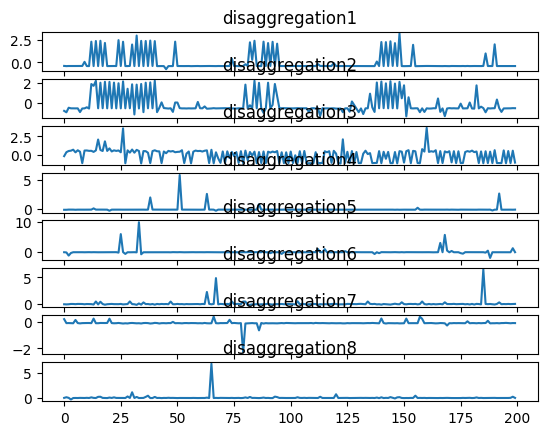 disaggregation1
2.5
0.0
disaggregation2
2
0
disaggregation3
2.5
0.0
disaggregation4
5
0
disaggregation5
10
0
disaggregation6
5
0
disaggregation7
0
−2
disaggregation8
5
0
0 25 50 75 100 125 150 175 200